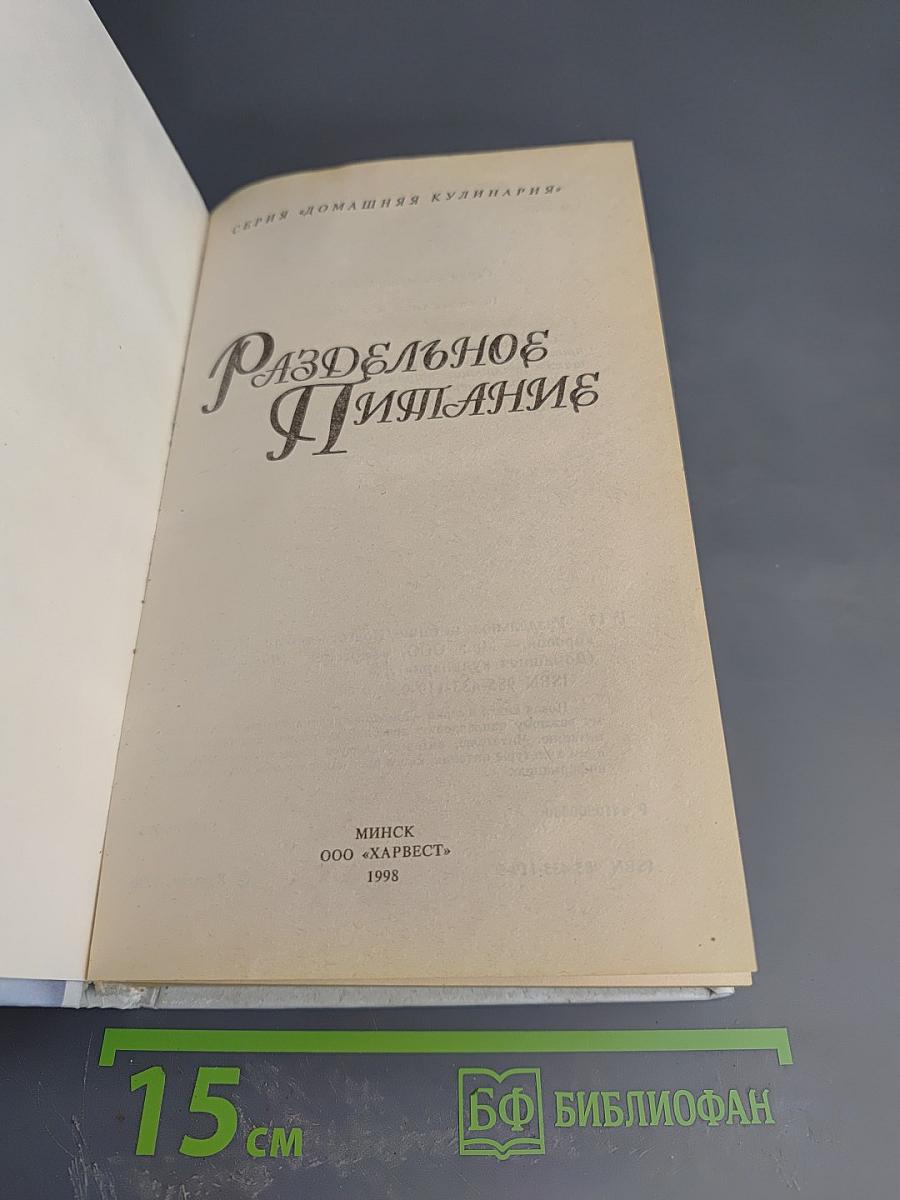 СЕРИЯ «ДОМАШНЯЯ КУЛИНАРИЯ»
РАЗДЕЛЬНОЕ
ПИТАНИЕ
МИНСК
ООО «ХАРВЕСТ»
1998
15 см
БФ БИБЛИОФАН